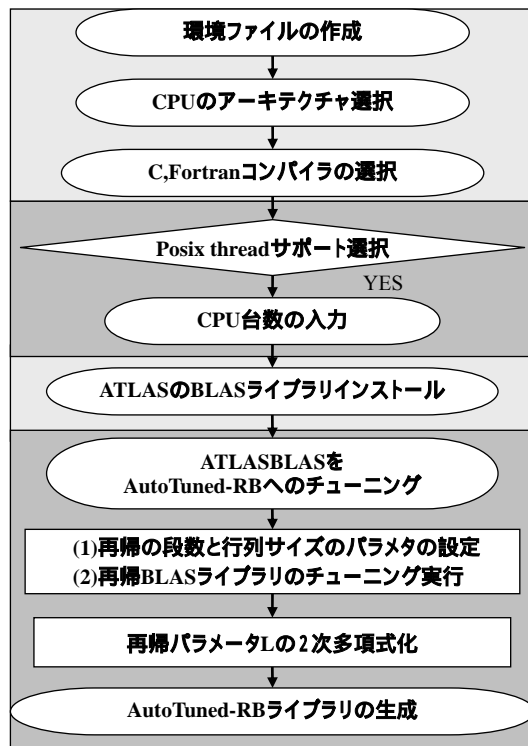 環境ファイルの作成
CPUのアーキテクチャ選択
C,Fortranコンパイラの選択
Posix threadサポート選択
YES
CPU台数の入力
ATLASのBLASライブラリインストール
ATLASBLASを
AutoTuned-RBへのチューニング
(1)再帰の段数と行列サイズのパラメタの設定
(2)再帰BLASライブラリのチューニング実行
再帰パラメータLの2次多項式化
AutoTuned-RBライブラリの生成